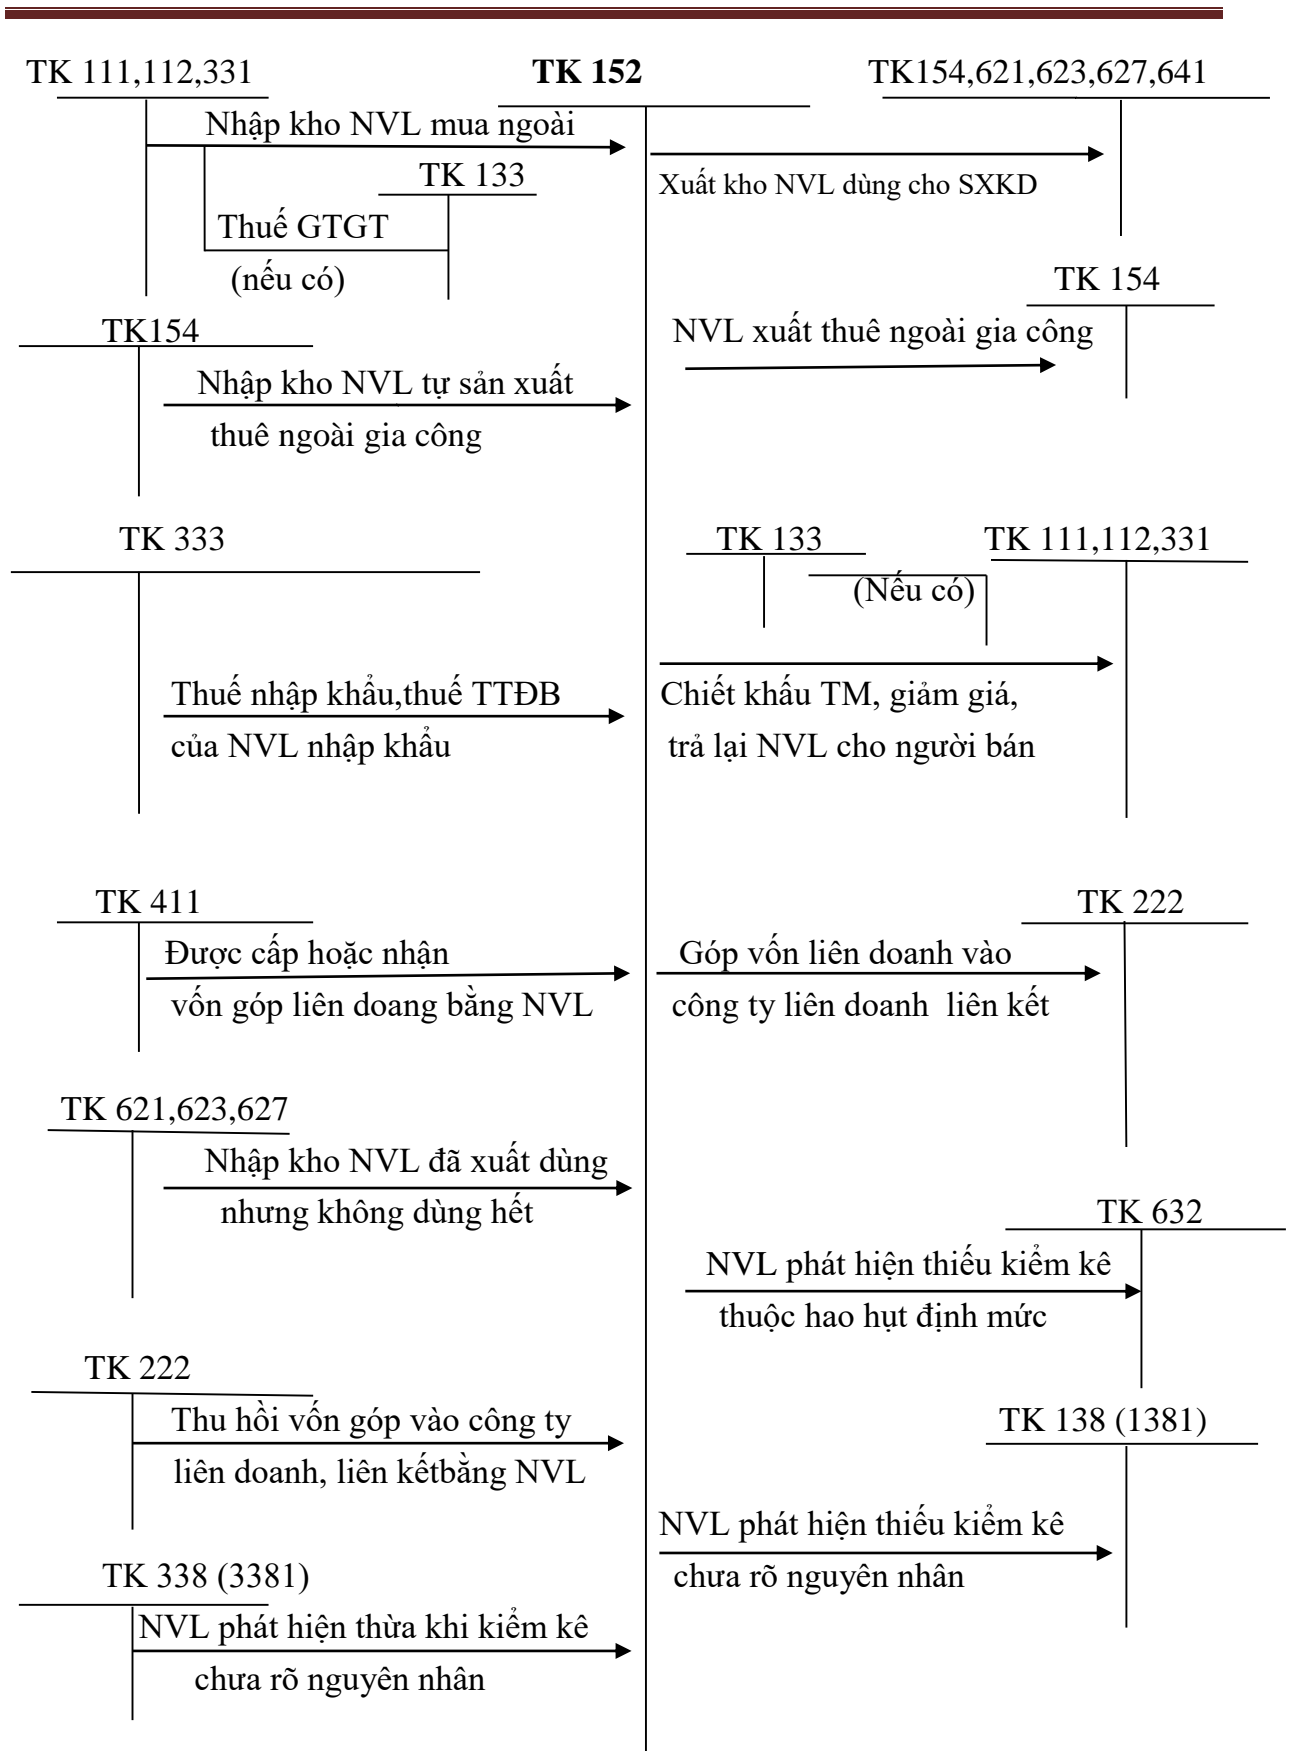 TK 111,112,331
TK 152
TK154,621,623,627,641
Nhập kho NVL mua ngoài
TK 133
Xuất kho NVL dùng cho SXKD
Thuế GTGT
(nếu có)
TK 154
TK154
NVL xuất thuê ngoài gia công
Nhập kho NVL tự sản xuất
thuê ngoài gia công
TK 333
TK 133
TK 111,112,331
(Nếu có)
Thuế nhập khẩu,thuế TTĐB
của NVL nhập khẩu
Chiết khấu TM, giảm giá,
trả lại NVL cho người bán
TK 411
TK 222
Được cấp hoặc nhận
vốn góp liên doang bằng NVL
Góp vốn liên doanh vào
công ty liên doanh liên kết
TK 621,623,627
Nhập kho NVL đã xuất dùng
nhưng không dùng hết
TK 632
NVL phát hiện thiếu kiểm kê
thuộc hao hụt định mức
TK 222
Thu hồi vốn góp vào công ty
liên doanh, liên kếtbằng NVL
TK 138 (1381)
NVL phát hiện thiếu kiểm kê
chưa rõ nguyên nhân
TK 338 (3381)
NVL phát hiện thừa khi kiểm kê
chưa rõ nguyên nhân